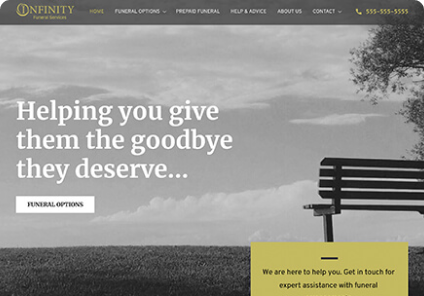 INFINITY
Funeral Services
HOME FUNERAL OPTIONS PREPAID FUNERAL HELP & ADVICE ABOUT US CONTACT 555-555-5555
Helping you give
them the goodbye
they deserve...
FUNERAL OPTIONS
We are here to help you. Get in touch for
expert assistance with funeral